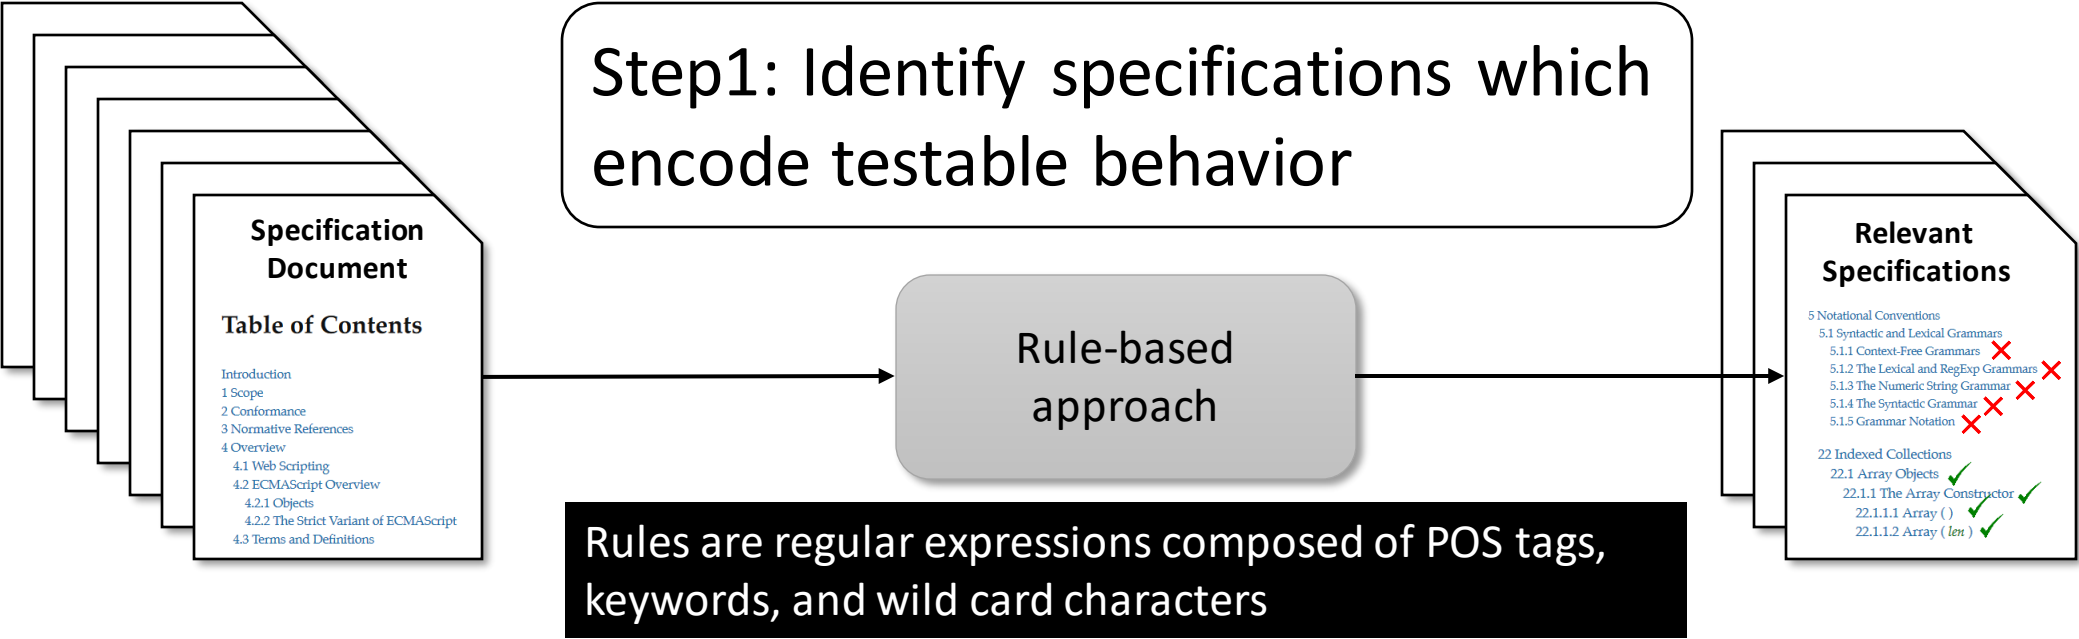 Step1: Identify specifications which
encode testable behavior
Specification
Document
Table of Contents
Introduction
1 Scope
2 Conformance
3 Normative References
4 Overview
4.1 Web Scripting
4.2 ECMAScript Overview
4.2.1 Objects
4.2.2 The Strict Variant of ECMAScript
4.3 Terms and Definitions
Rule-based
approach
Rules are regular expressions composed of POS tags,
keywords, and wild card characters
Relevant
Specifications
5 Notational Conventions
5.1 Syntactic and Lexical Grammars
5.1.1 Context-Free Grammars
5.1.2 The Lexical and RegExp Grammars
5.1.3 The Numeric String Grammar
5.1.4 The Syntactic Grammar
5.1.5 Grammar Notation
22 Indexed Collections
22.1 Array Objects
22.1.1 The Array Constructor
22.1.1.1 Array ( )
22.1.1.2 Array ( len )